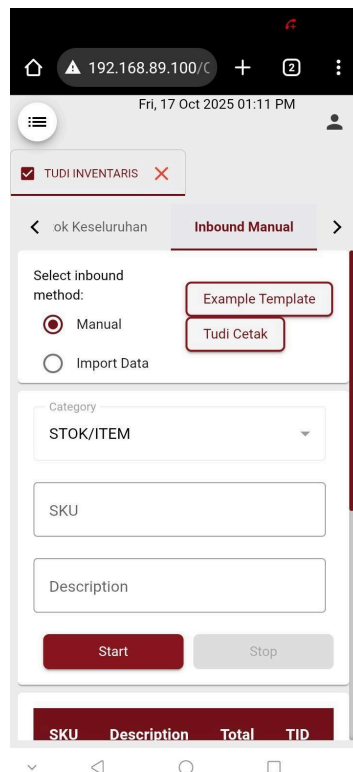 192.168.89.100/C
2
Fri, 17 Oct 2025 01:11 PM
TUDI INVENTARIS
ok Keseluruhan
Inbound Manual
Select inbound
method:
Example Template
Manual
Tudi Cetak
Import Data
Category
STOK/ITEM
SKU
Description
Start
Stop
SKU Description Total TID